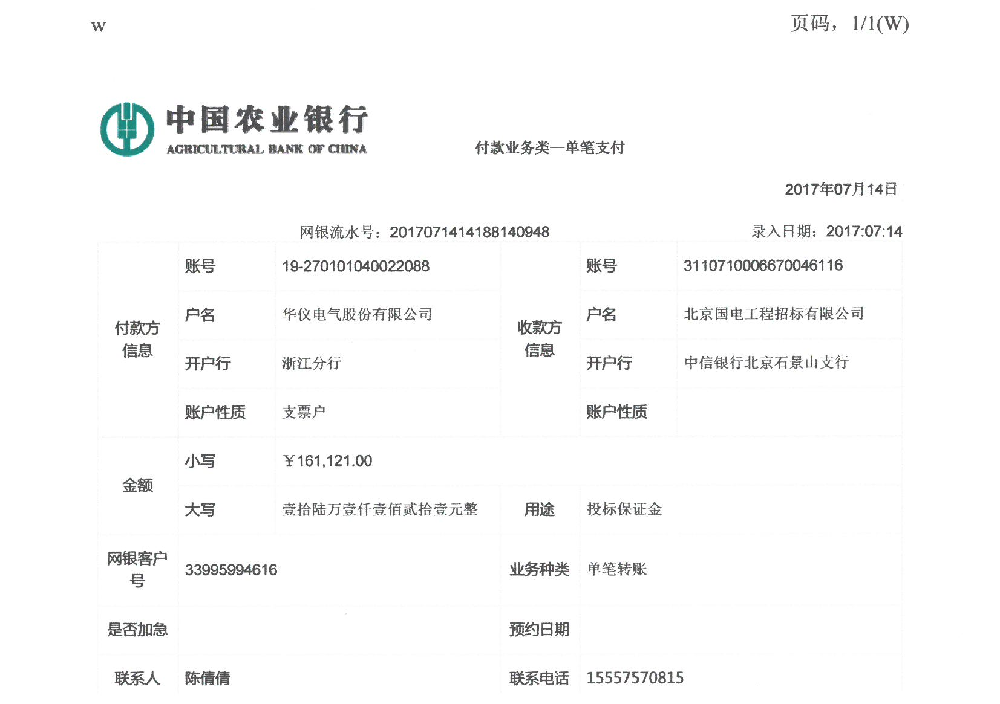 w
页码，1/1(W)
中国农业银行
AGRICULTURAL BANK OF CHINA
付款业务类—单笔支付
2017年07月14日
网银流水号：2017071414188140948
录入日期：2017:07:14
付款方信息
账号 19-270101040022088
户名 华仪电气股份有限公司
开户行 浙江分行
账户性质 支票户
收款方信息
账号 3110710006670046116
户名 北京国电工程招标有限公司
开户行 中信银行北京石景山支行
账户性质
金额
小写 ￥161,121.00
大写 壹拾陆万壹仟壹佰贰拾壹元整
用途 投标保证金
网银客户号 33995994616
业务种类 单笔转账
是否加急
预约日期
联系人 陈倩倩
联系电话 15557570815